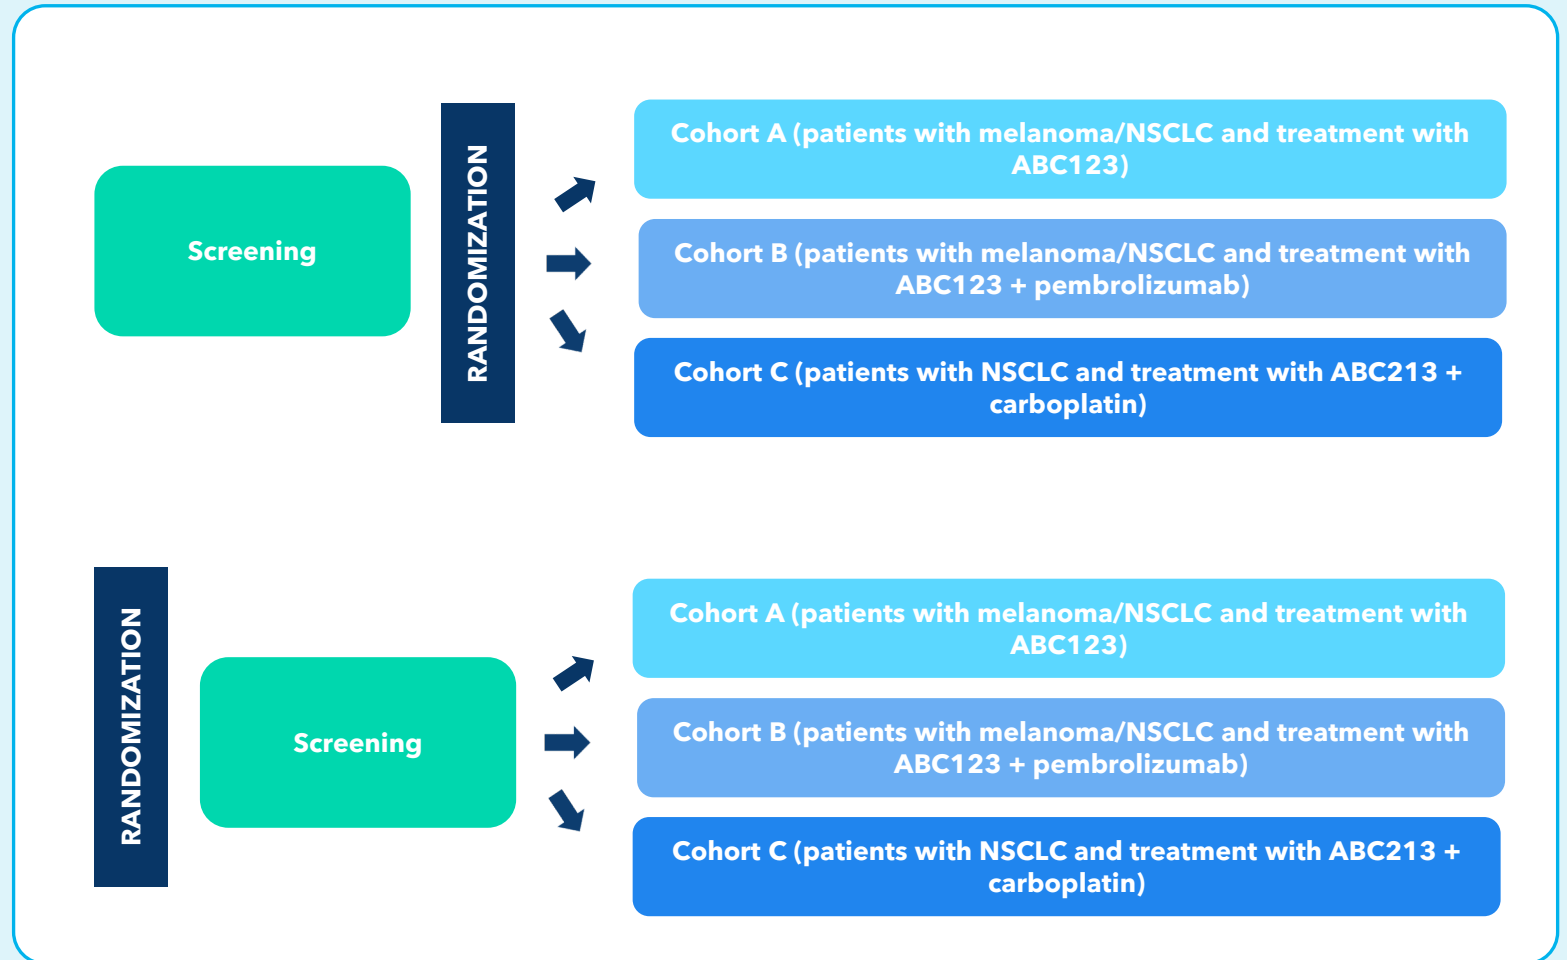 Screening
RANDOMIZATION
Cohort A (patients with melanoma/NSCLC and treatment with
ABC123)
Cohort B (patients with melanoma/NSCLC and treatment with
ABC123 + pembrolizumab)
Cohort C (patients with NSCLC and treatment with ABC213 +
carboplatin)
RANDOMIZATION
Screening
Cohort A (patients with melanoma/NSCLC and treatment with
ABC123)
Cohort B (patients with melanoma/NSCLC and treatment with
ABC123 + pembrolizumab)
Cohort C (patients with NSCLC and treatment with ABC213 +
carboplatin)